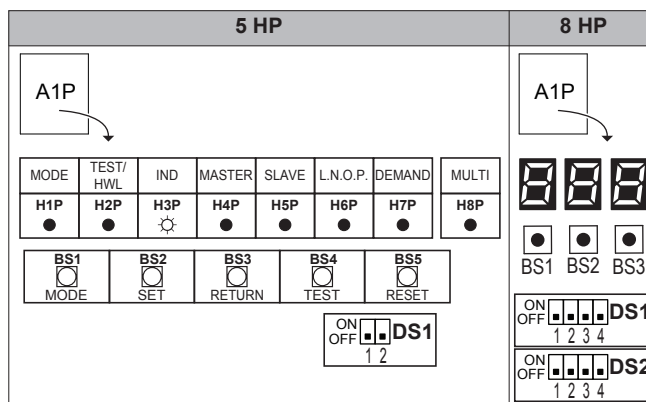 5 HP
8 HP
A1P
A1P
MODE TEST/ HWL IND MASTER SLAVE L.N.O.P. DEMAND MULTI
H1P H2P H3P H4P H5P H6P H7P H8P
BS1 BS2 BS3 BS4 BS5
MODE SET RETURN TEST RESET
ON
OFF DS1
1 2
888
BS1 BS2 BS3
ON
OFF DS1
1 2 3 4
ON
OFF DS2
1 2 3 4